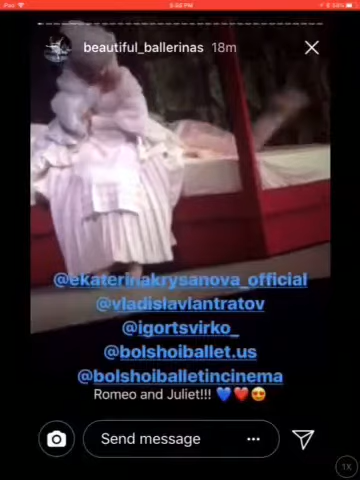 beautiful_ballerinas 18m
@ekaterinakrysanova_official
@vladislavlantratov
@igortsvirko_
@bolshoiballet.us
@bolshoiballetincinema
Romeo and Juliet!!! 💙❤️😍
Send message
1X